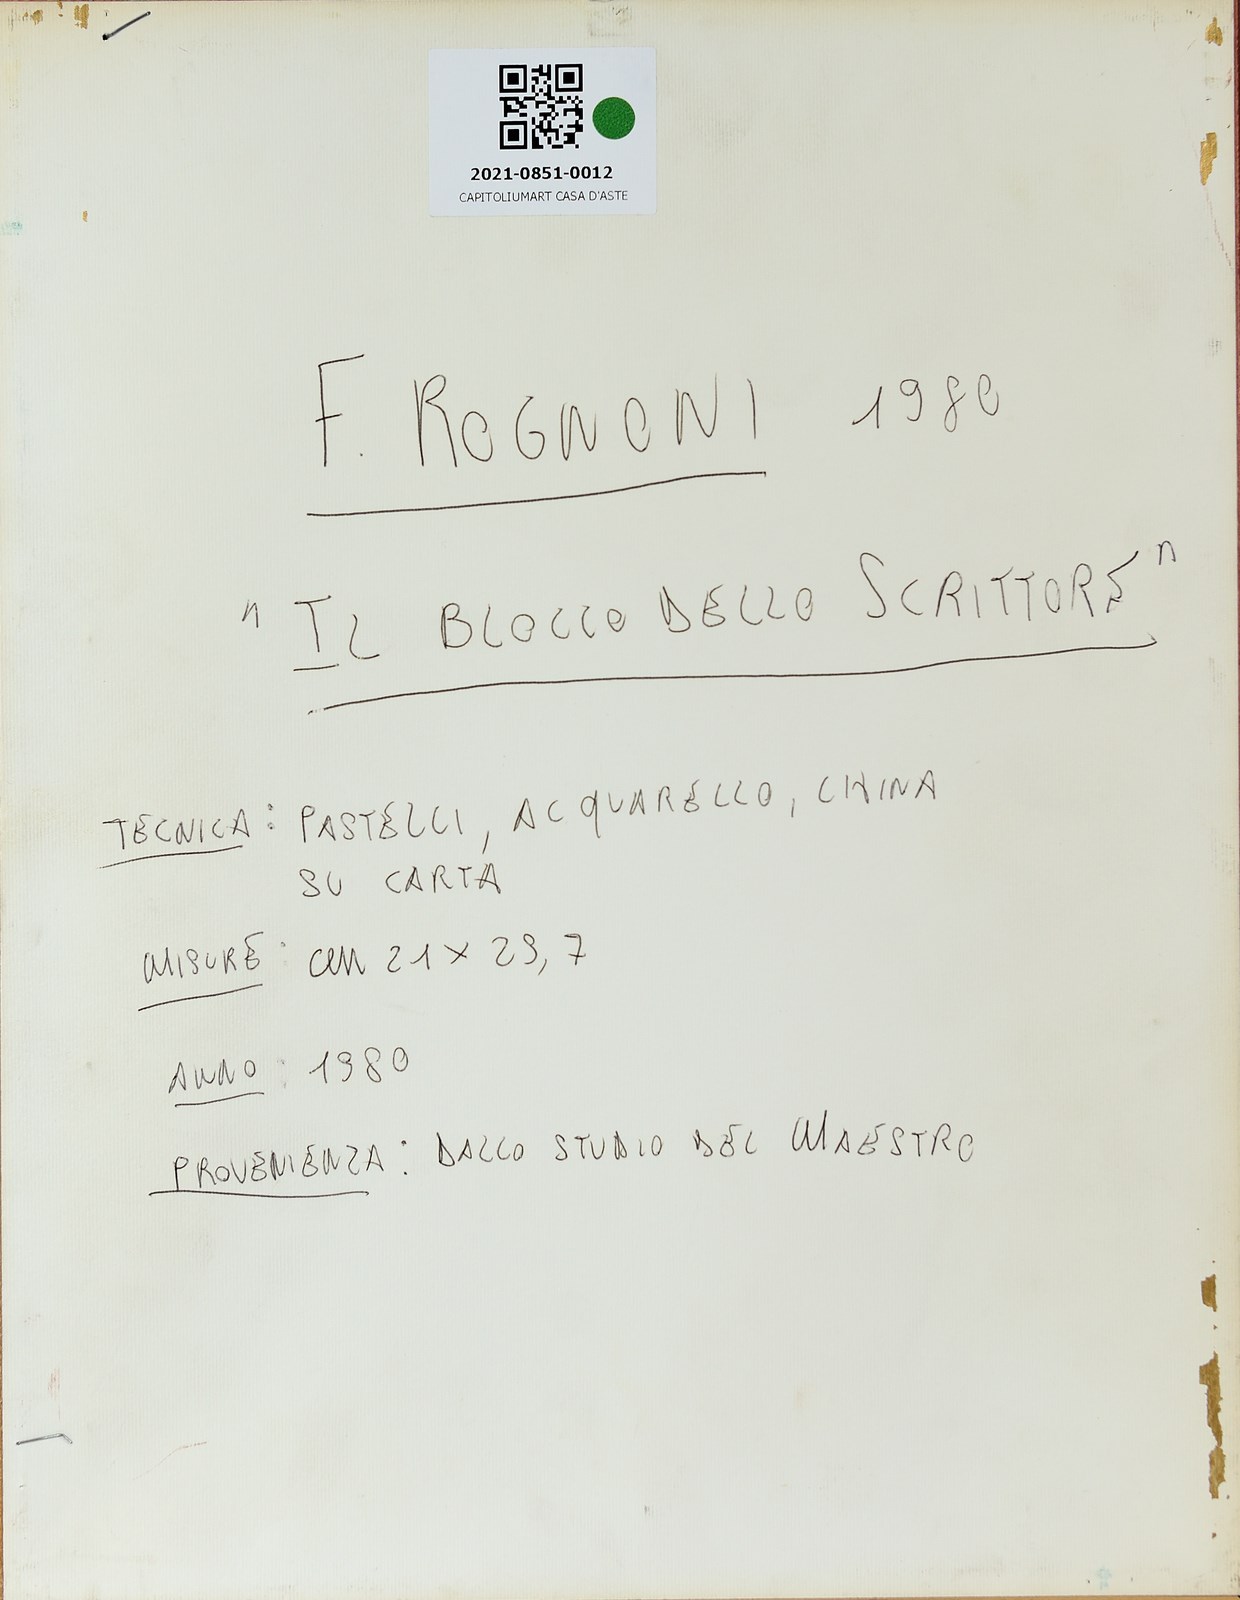 2021-0851-0012
CAPITOLIUMART CASA D'ASTE
F. ROGNONI 1980
"IL BLOCCO DELLO SCRITTORE"
TECNICA: PASTELLI, ACQUARELLO, CHINA
SU CARTA
MISURE: cm 21 x 29,7
ANNO: 1980
PROVENIENZA: DALLO STUDIO DEL MAESTRO